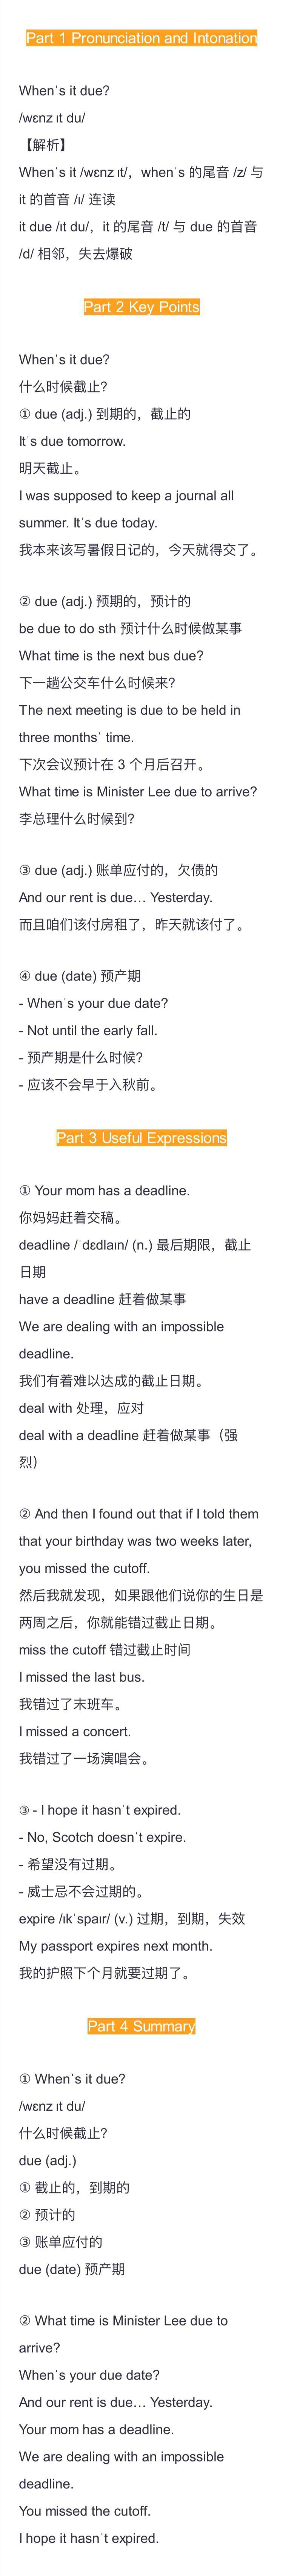 Part 1 Pronunciation and Intonation
When's it due?
/wɛnz ɪt du/
【解析】
When's it /wɛnz ɪt/，when's 的尾音 /z/ 与
it 的首音 /ɪ/ 连读
it due /ɪt du/，it 的尾音 /t/ 与 due 的首音
/d/ 相邻，失去爆破
Part 2 Key Points
When's it due?
什么时候截止?
① due (adj.) 到期的，截止的
It's due tomorrow.
明天截止。
I was supposed to keep a journal all
summer. It's due today.
我本来该写暑假日记的，今天就得交了。
② due (adj.) 预期的，预计的
be due to do sth 预计什么时候做某事
What time is the next bus due?
下一趟公交车什么时候来?
The next meeting is due to be held in
three months' time.
下次会议预计在 3 个月后召开。
What time is Minister Lee due to arrive?
李总理什么时候到?
③ due (adj.) 账单应付的，欠债的
And our rent is due… Yesterday.
而且咱们该付房租了，昨天就该付了。
④ due (date) 预产期
- When's your due date?
- Not until the early fall.
- 预产期是什么时候?
- 应该不会早于入秋前。
Part 3 Useful Expressions
① Your mom has a deadline.
你妈妈赶着交稿。
deadline /ˈdɛdlaɪn/ (n.) 最后期限，截止
日期
have a deadline 赶着做某事
We are dealing with an impossible
deadline.
我们有着难以达成的截止日期。
deal with 处理，应对
deal with a deadline 赶着做某事（强
烈）
② And then I found out that if I told them
that your birthday was two weeks later,
you missed the cutoff.
然后我就发现，如果跟他们说你的生日是
两周之后，你就能错过截止日期。
miss the cutoff 错过截止时间
I missed the last bus.
我错过了末班车。
I missed a concert.
我错过了一场演唱会。
③ - I hope it hasn't expired.
- No, Scotch doesn't expire.
- 希望没有过期。
- 威士忌不会过期的。
expire /ɪkˈspaɪr/ (v.) 过期，到期，失效
My passport expires next month.
我的护照下个月就要过期了。
Part 4 Summary
① When's it due?
/wɛnz ɪt du/
什么时候截止?
due (adj.)
① 截止的，到期的
② 预计的
③ 账单应付的
due (date) 预产期
② What time is Minister Lee due to
arrive?
When's your due date?
And our rent is due… Yesterday.
Your mom has a deadline.
We are dealing with an impossible
deadline.
You missed the cutoff.
I hope it hasn't expired.